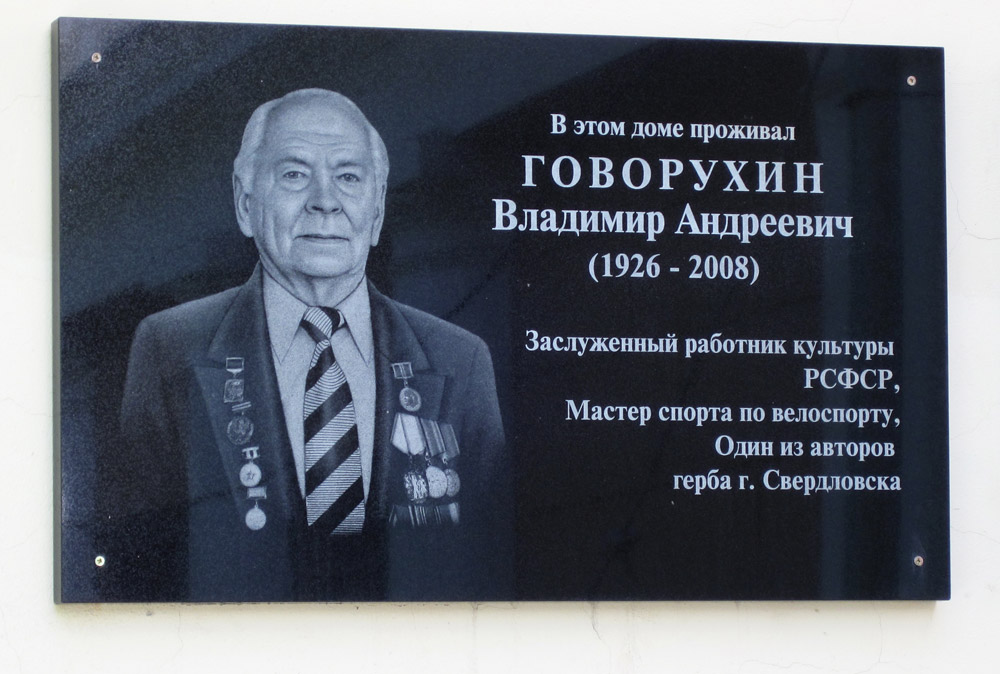 В этом доме проживал
ГОВОРУХИН
Владимир Андреевич
(1926 - 2008)
Заслуженный работник культуры
РСФСР,
Мастер спорта по велоспорту,
Один из авторов
герба г. Свердловска